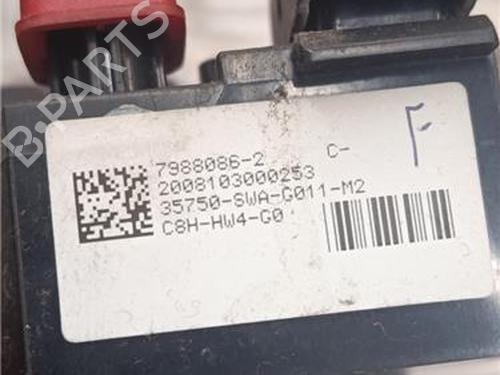 B-PARTS
F
7988086-2 C-
2008103000253
35750-SWA-G011-M2
C8H-HW4-G0